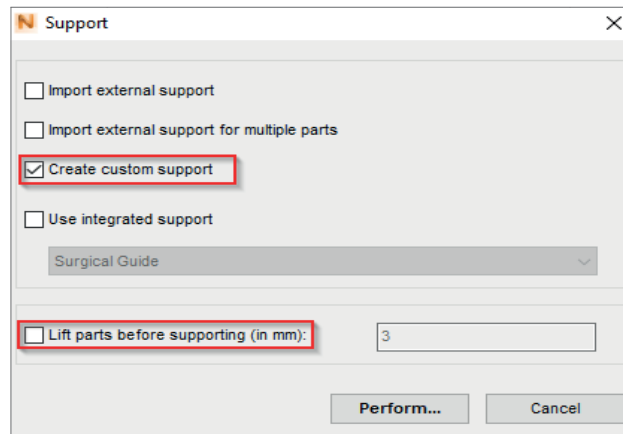 Support
Import external support
Import external support for multiple parts
Create custom support
Use integrated support
Surgical Guide
Lift parts before supporting (in mm):
3
Perform...
Cancel